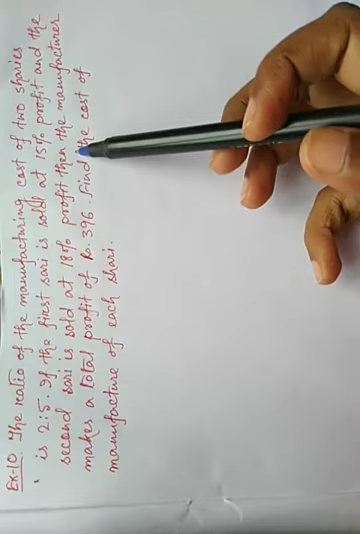 Ex-10. The ratio of the manufacturing cost of two sharies
is 2:5. If the first sari is sold at 15% profit and the
second sari is sold at 18% profit then the manufacturer
makes a total profit of Rs. 396. Find the cost of
manufacture of each shari.